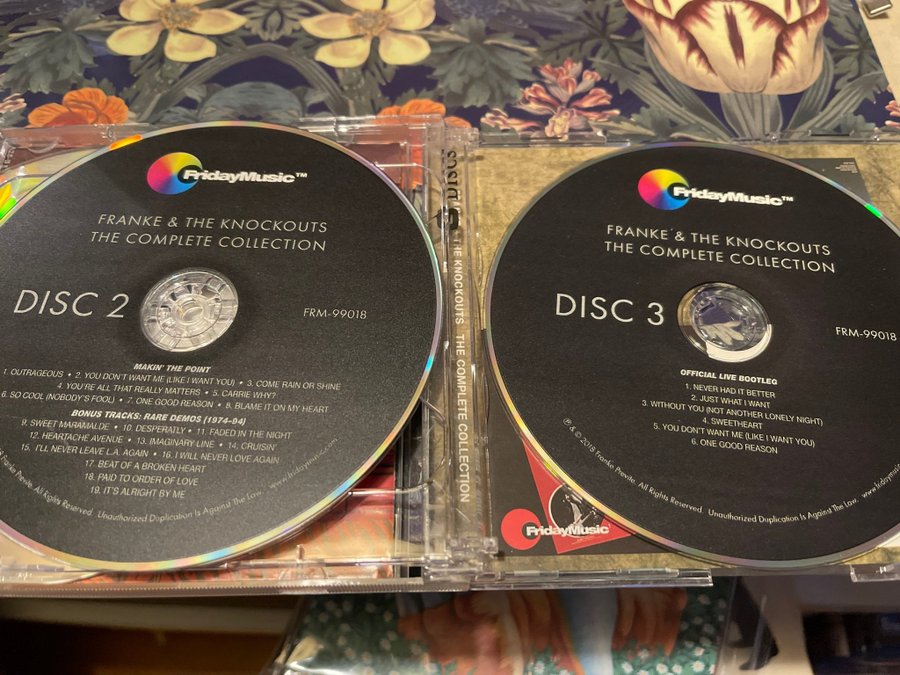 FridayMusic™
FRANKE & THE KNOCKOUTS
THE COMPLETE COLLECTION
DISC 2
FRM-99018
MAKIN' THE POINT
1. OUTRAGEOUS • 2. YOU DON'T WANT ME (LIKE I WANT YOU) • 3. COME RAIN OR SHINE
4. YOU'RE ALL THAT REALLY MATTERS • 5. CARRIE WHY?
6. SO COOL (NOBODY'S FOOL) • 7. ONE GOOD REASON • 8. BLAME IT ON MY HEART
BONUS TRACKS: RARE DEMOS (1974-84)
9. SWEET MARAMALDE • 10. DESPERATLY • 11. FADED IN THE NIGHT
12. HEARTACHE AVENUE • 13. IMAGINARY LINE • 14. CRUISIN'
15. I'LL NEVER LEAVE L.A. AGAIN • 16. I WILL NEVER LOVE AGAIN
17. BEAT OF A BROKEN HEART
18. PAID TO ORDER OF LOVE
19. IT'S ALRIGHT BY ME
Franke Previte. All Rights Reserved. Unauthorized Duplication Is Against The Law. www.fridaymusic.com
DISCS
THE KNOCKOUTS THE COMPLETE COLLECTION
FridayMusic™
FRANKE´& THE KNOCKOUTS
THE COMPLETE COLLECTION
DISC 3
FRM-99018
OFFICIAL LIVE BOOTLEG
1. NEVER HAD IT BETTER
2. JUST WHAT I WANT
3. WITHOUT YOU (NOT ANOTHER LONELY NIGHT)
4. SWEETHEART
5. YOU DON'T WANT ME (LIKE I WANT YOU)
6. ONE GOOD REASON
℗ & © 2015 Franke Previte. All Rights Reserved. Unauthorized Duplication Is Against The Law.
FridayMusic